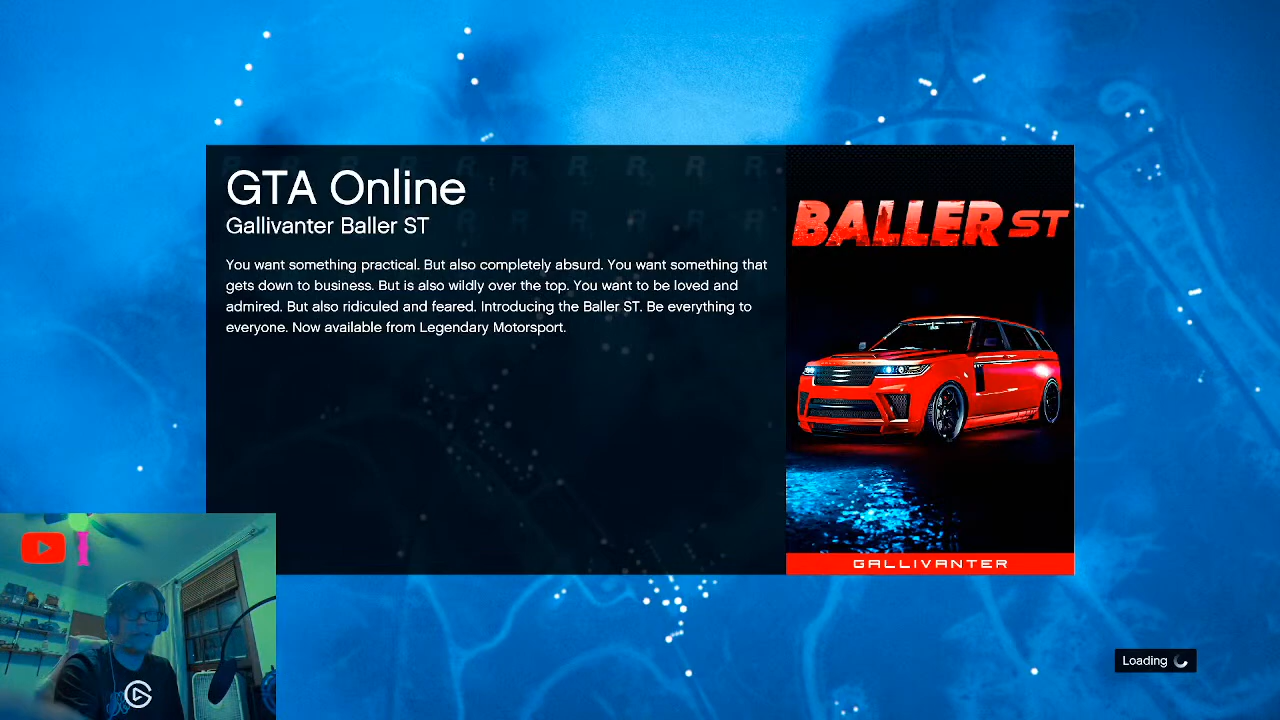 GTA Online
Gallivanter Baller ST
You want something practical. But also completely absurd. You want something that
gets down to business. But is also wildly over the top. You want to be loved and
admired. But also ridiculed and feared. Introducing the Baller ST. Be everything to
everyone. Now available from Legendary Motorsport.
BALLER ST
GALLIVANTER
Loading